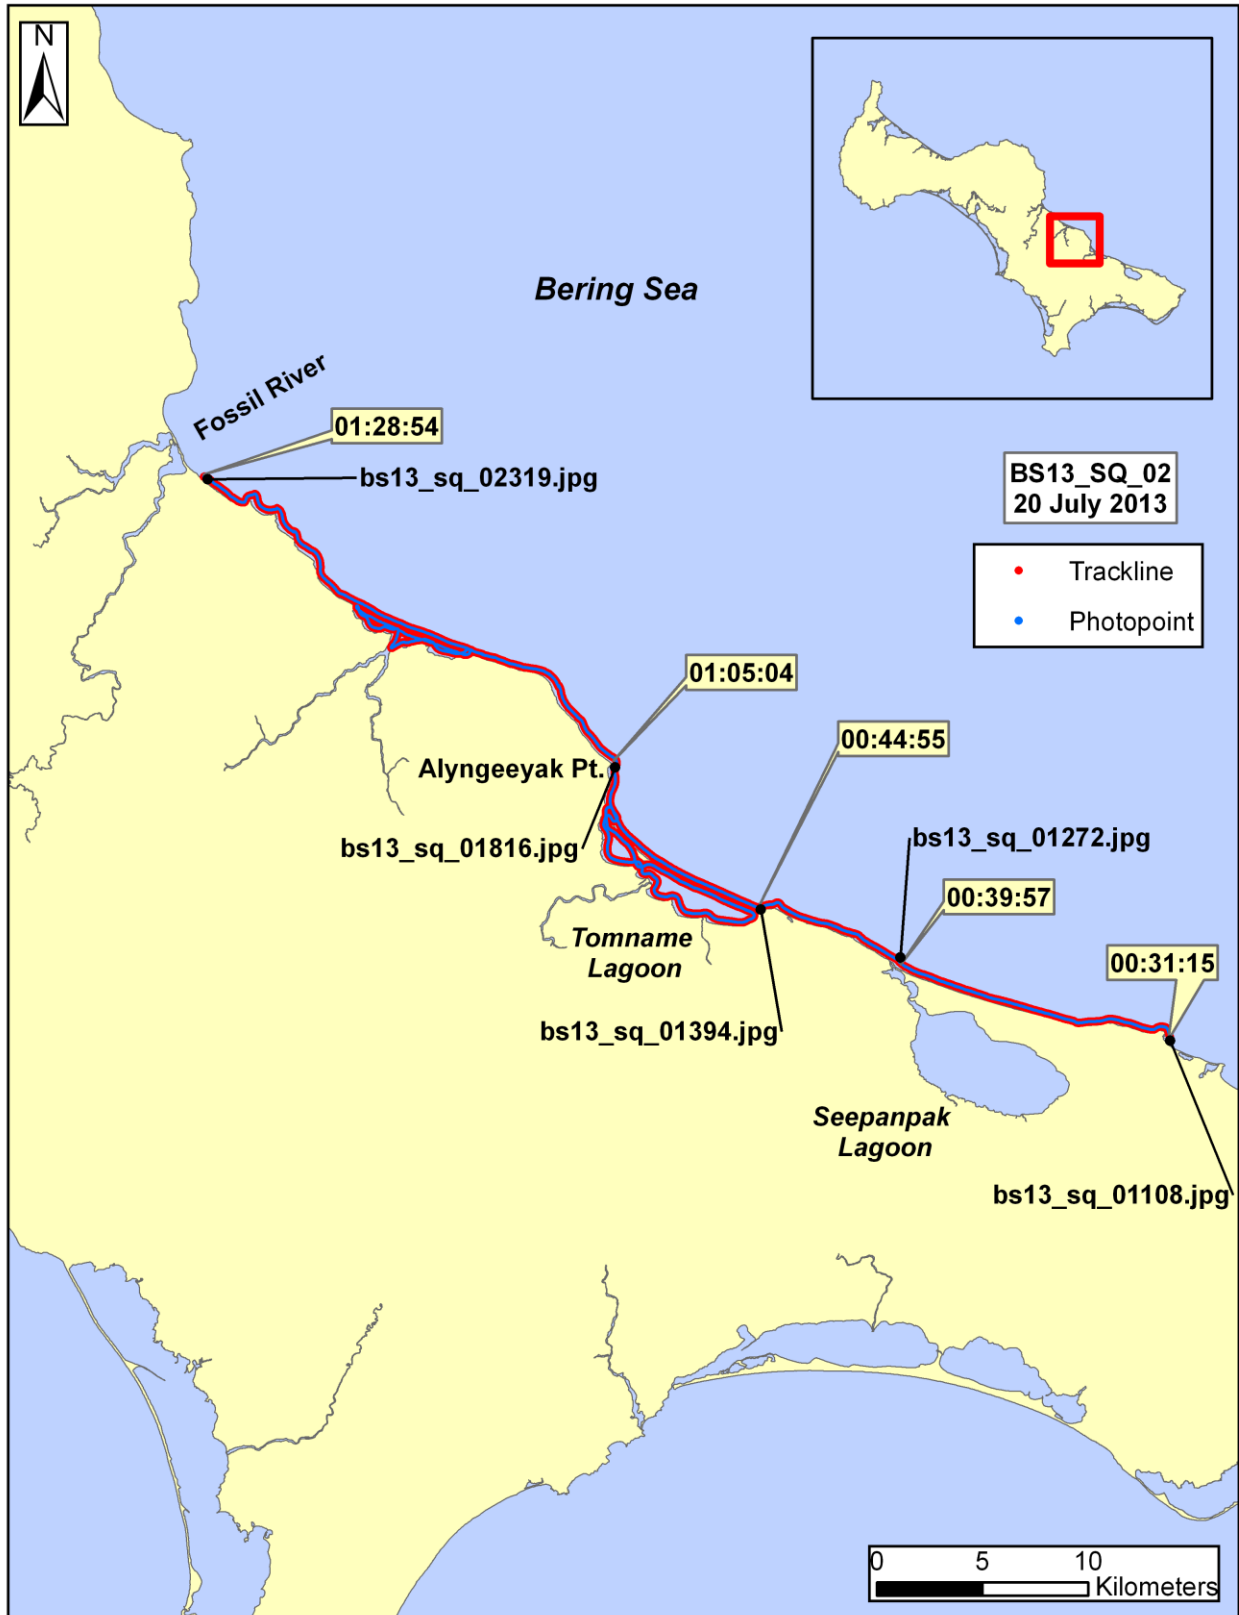 N
Bering Sea
Fossil River
01:28:54
bs13_sq_02319.jpg
BS13_SQ_02
20 July 2013
Trackline
Photopoint
01:05:04
00:44:55
Alyngeeyak Pt.
bs13_sq_01816.jpg
bs13_sq_01272.jpg
00:39:57
Tomname
Lagoon
00:31:15
bs13_sq_01394.jpg
Seepanpak
Lagoon
bs13_sq_01108.jpg
0 5 10
Kilometers